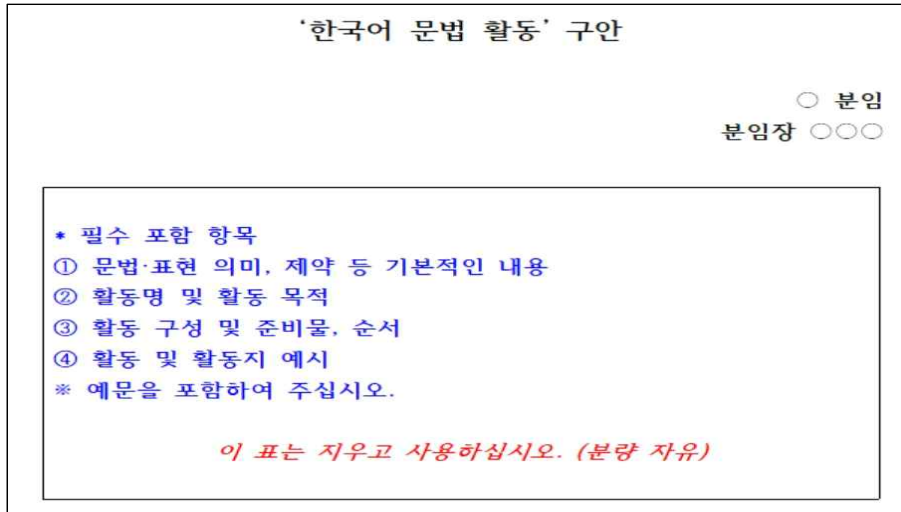 ‘한국어 문법 활동’ 구안
○ 분임
분임장 ○○○
* 필수 포함 항목
① 문법·표현 의미, 제약 등 기본적인 내용
② 활동명 및 활동 목적
③ 활동 구성 및 준비물, 순서
④ 활동 및 활동지 예시
※ 예문을 포함하여 주십시오.
이 표는 지우고 사용하십시오. (분량 자유)